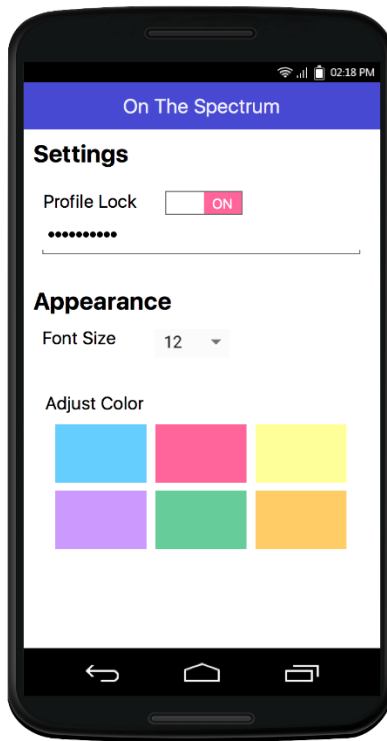 02:18 PM
On The Spectrum
Settings
Profile Lock ON
••••••••••
Appearance
Font Size 12
Adjust Color